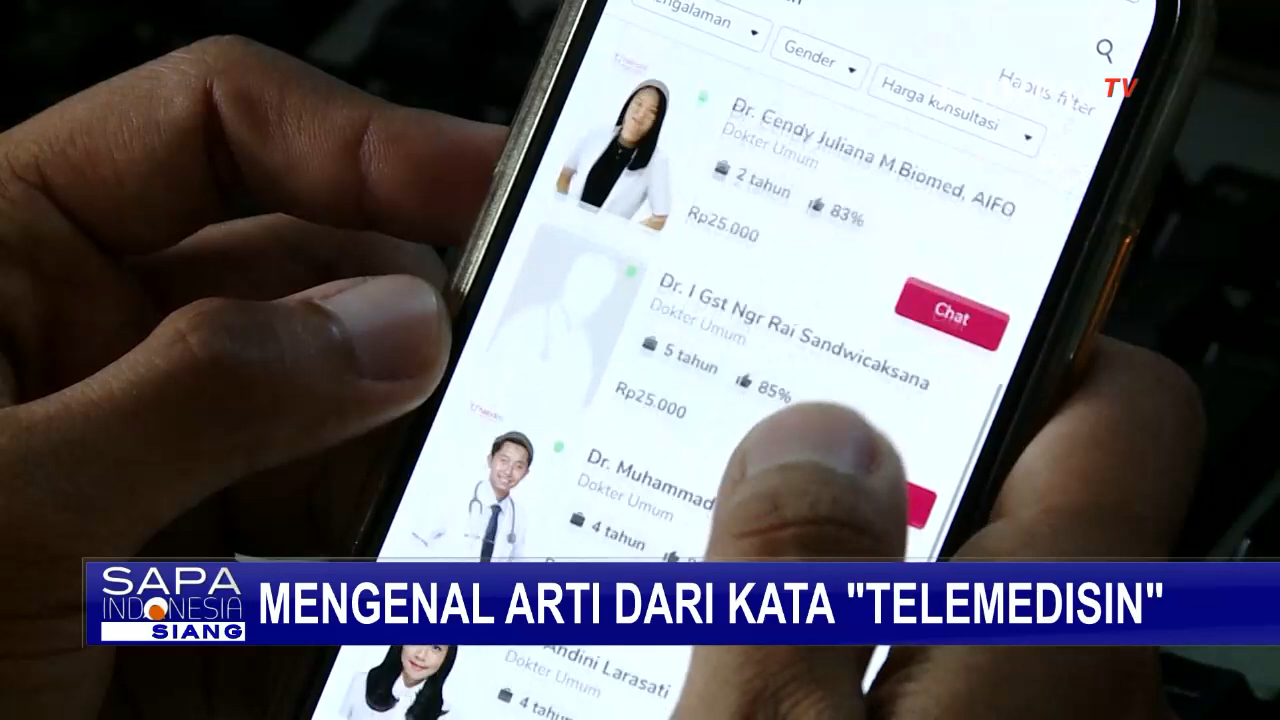 Gender
Harga konsultasi
Hapus filter
TV
Dr. Cendy Juliana M.Biomed, AIFO
Dokter Umum
2 tahun 83%
Rp25.000
Chat
Dr. I Gst Ngr Rai Sandwicaksana
Dokter Umum
5 tahun 85%
Rp25.000
Dr. Muhammad
Dokter Umum
4 tahun
SAPA
INDONESIA
SIANG
MENGENAL ARTI DARI KATA "TELEMEDISIN"
Andini Larasati
Dokter Umum
4